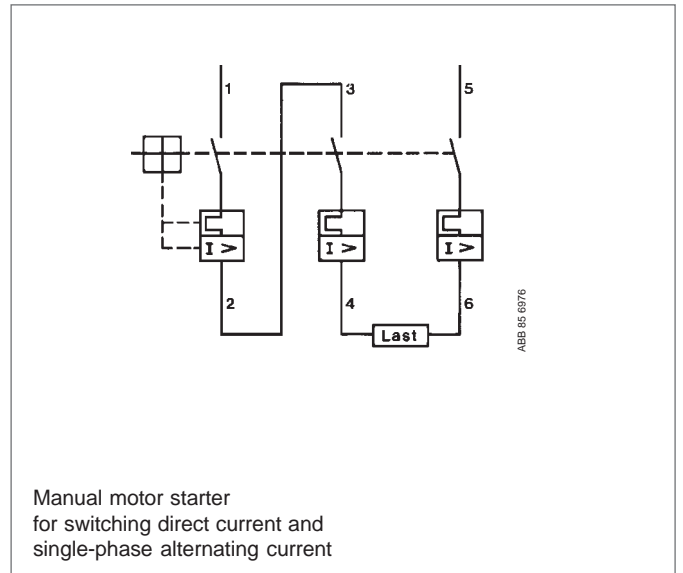 1 3 5
I > I > I >
2 4 6
Last
ABB 85 6976
Manual motor starter
for switching direct current and
single-phase alternating current